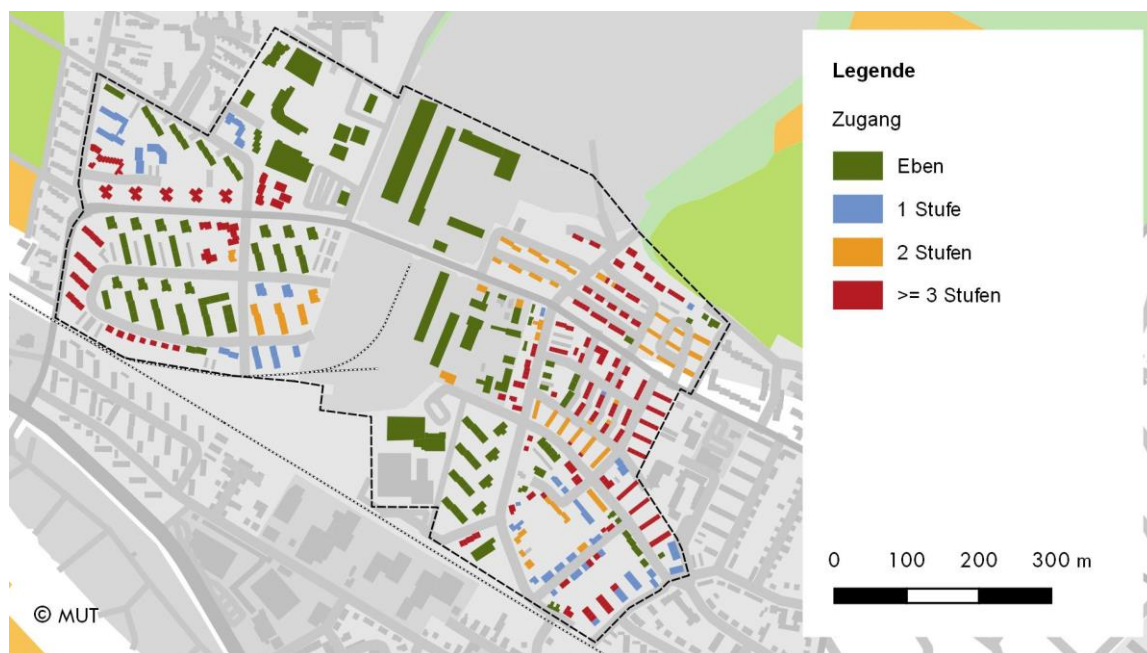 Legende
Zugang
Eben
1 Stufe
2 Stufen
>= 3 Stufen
0 100 200 300 m
© MUT